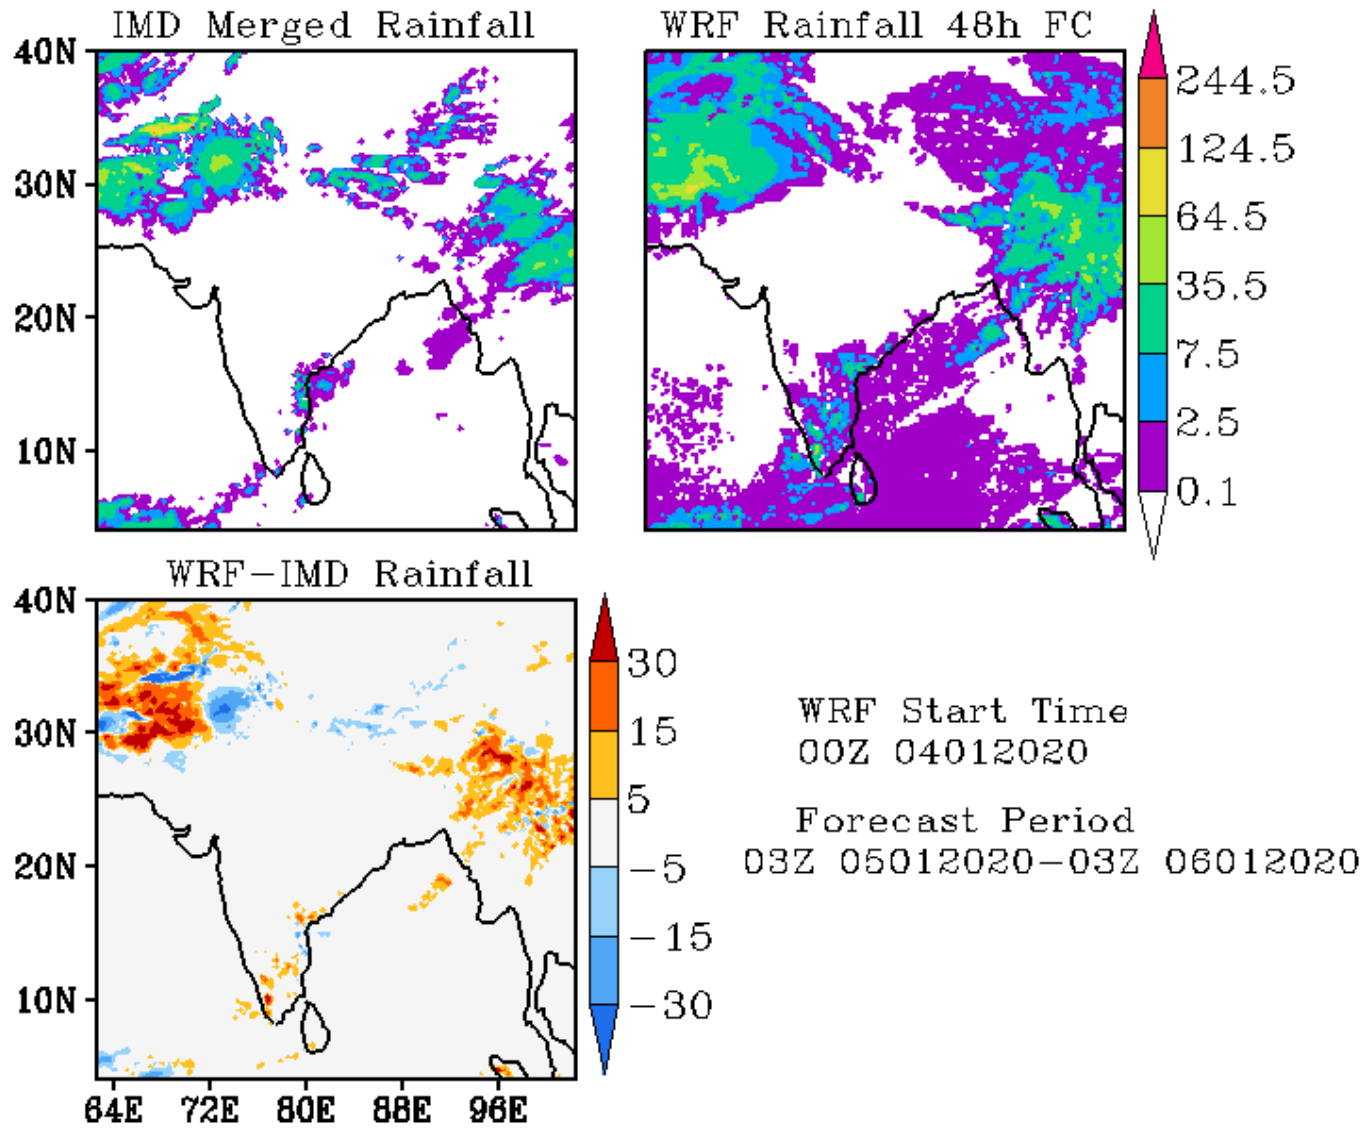 IMD Merged Rainfall
WRF Rainfall 48h FC
40N
30N
20N
10N
244.5
124.5
64.5
35.5
7.5
2.5
0.1
WRF-IMD Rainfall
40N
30N
20N
10N
64E 72E 80E 88E 96E
30
15
5
-5
-15
-30
WRF Start Time
00Z 04012020
Forecast Period
03Z 05012020-03Z 06012020